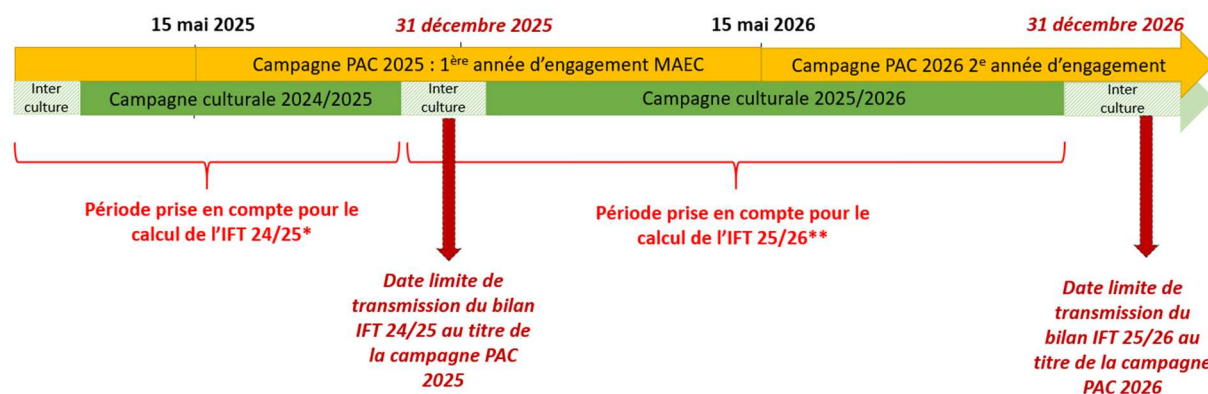 15 mai 2025
31 décembre 2025
15 mai 2026
31 décembre 2026
Campagne PAC 2025 : 1ère année d'engagement MAEC
Campagne PAC 2026 2e année d'engagement
Inter
culture
Campagne culturale 2024/2025
Inter
culture
Campagne culturale 2025/2026
Inter
culture
Période prise en compte pour le
calcul de l'IFT 24/25*
Période prise en compte pour le
calcul de l'IFT 25/26**
Date limite de
transmission du bilan
IFT 24/25 au titre de
la campagne PAC
2025
Date limite de
transmission du
bilan IFT 25/26 au
titre de la campagne
PAC 2026